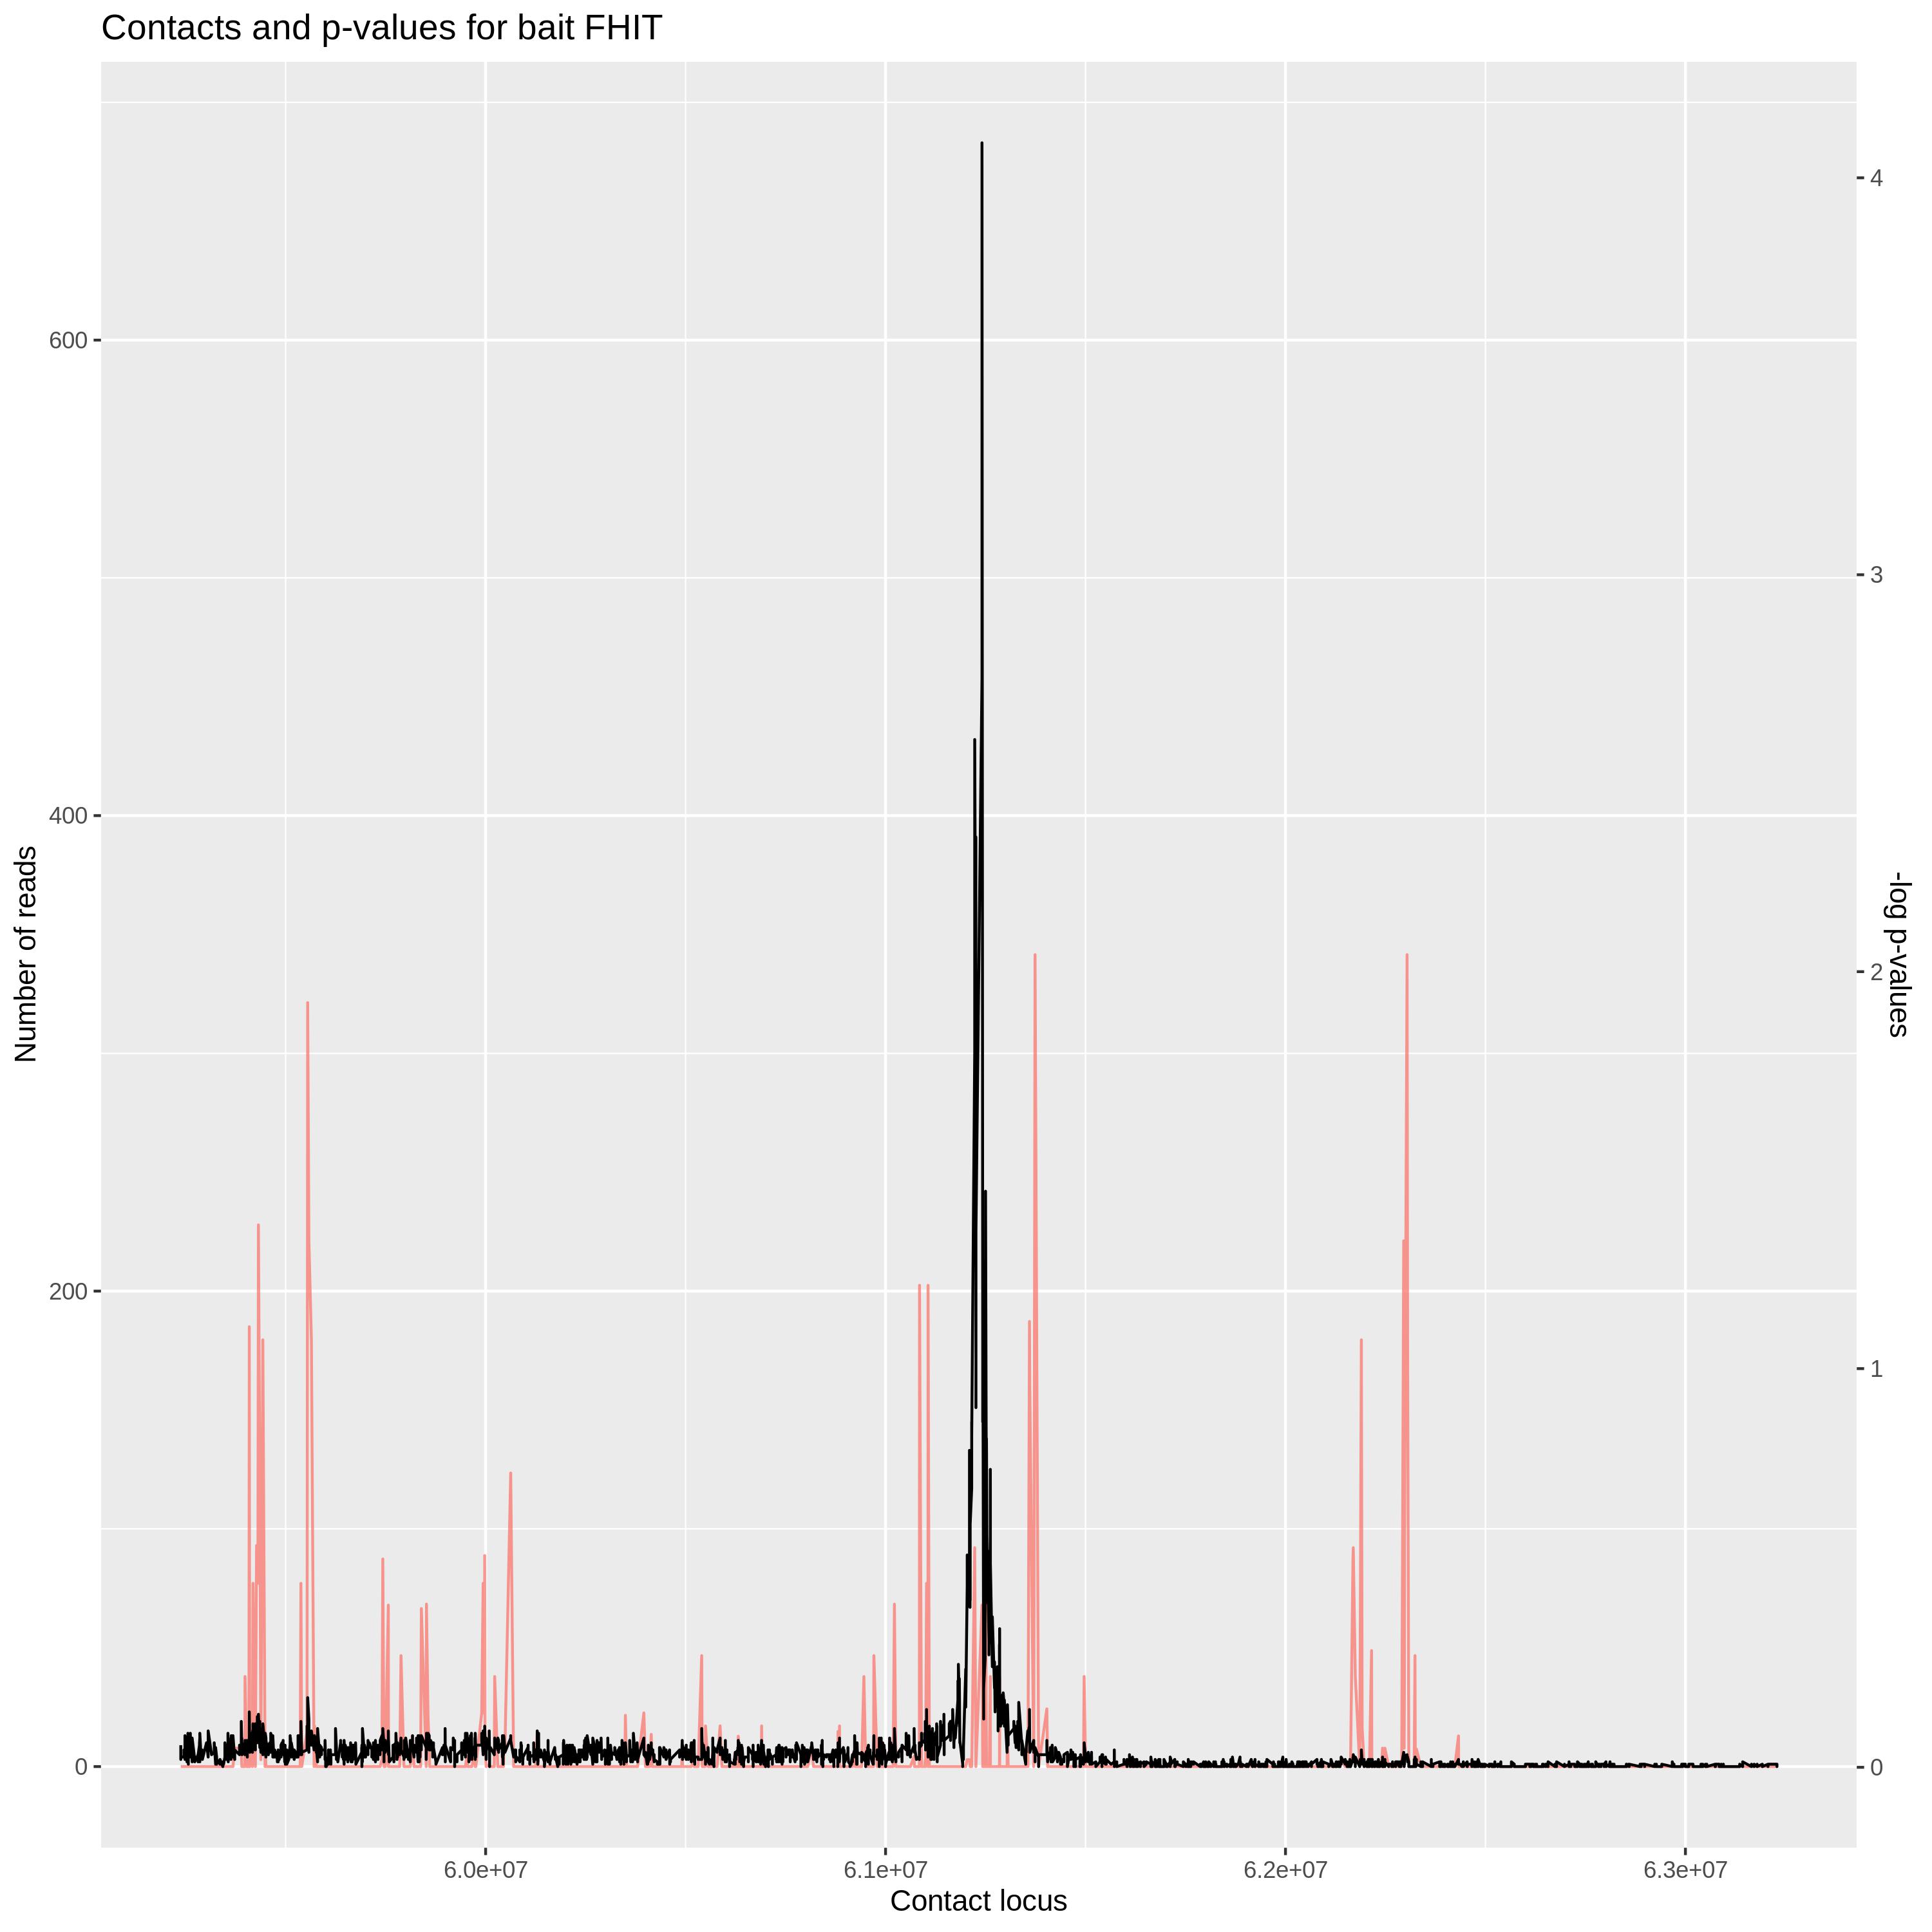 Contacts and p-values for bait FHIT
Number of reads
600
400
200
0
4
3
2
1
0
-log p-values
6.0e+07
6.1e+07
6.2e+07
6.3e+07
Contact locus